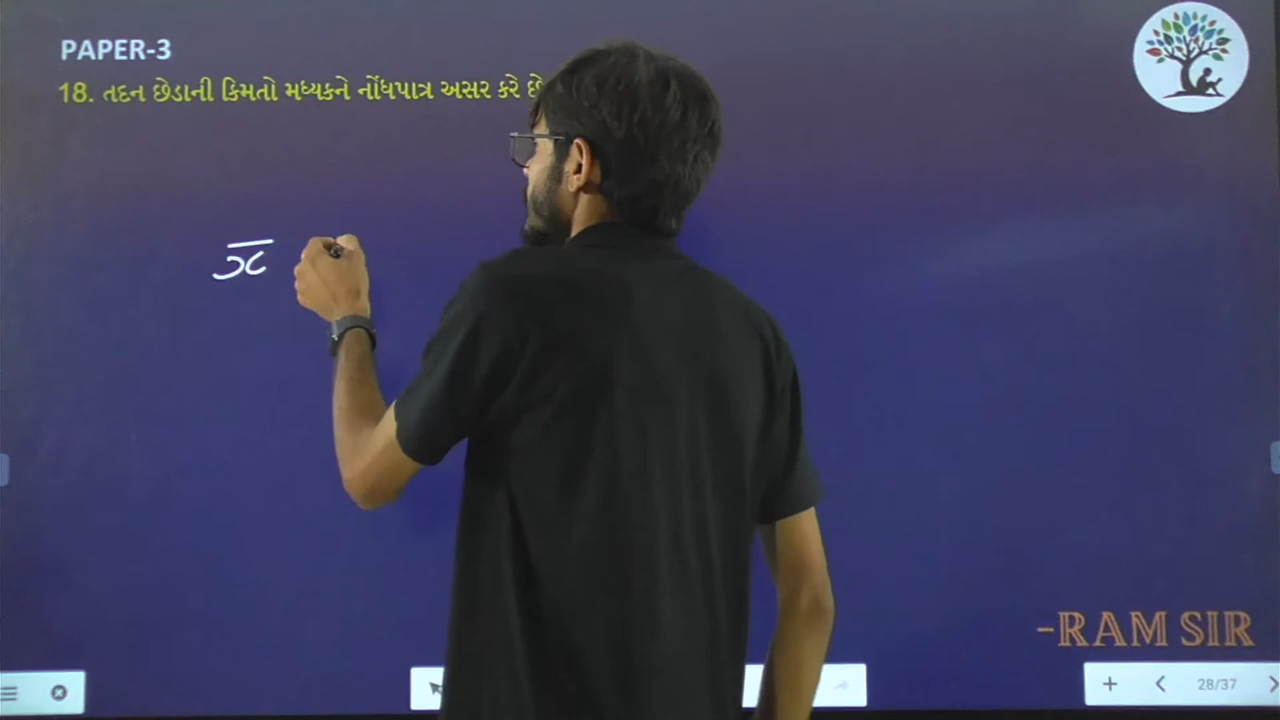 PAPER-3
18. તદન છેડાની કિમતો મધ્યકને નોંધપાત્ર અસર કરે છે
x̄
-RAM SIR
28/37